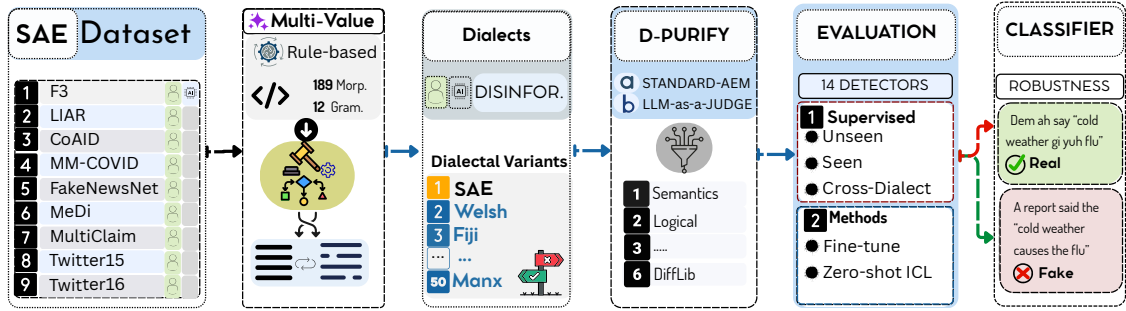 SAE Dataset
1 F3 AI
2 LIAR
3 CoAID
4 MM-COVID
5 FakeNewsNet
6 MeDi
7 MultiClaim
8 Twitter15
9 Twitter16
Multi-Value
Rule-based
</> 189 Morp.
12 Gram.
Dialects
AI DISINFOR.
Dialectal Variants
1 SAE
2 Welsh
3 Fiji
... ...
50 Manx
D-PURIFY
a STANDARD-AEM
b LLM-as-a-JUDGE
1 Semantics
2 Logical
3 .....
6 DiffLib
EVALUATION
14 DETECTORS
1 Supervised
Unseen
Seen
Cross-Dialect
2 Methods
Fine-tune
Zero-shot ICL
CLASSIFIER
ROBUSTNESS
Dem ah say “cold
weather gi yuh flu”
Real
A report said the
“cold weather
causes the flu”
Fake